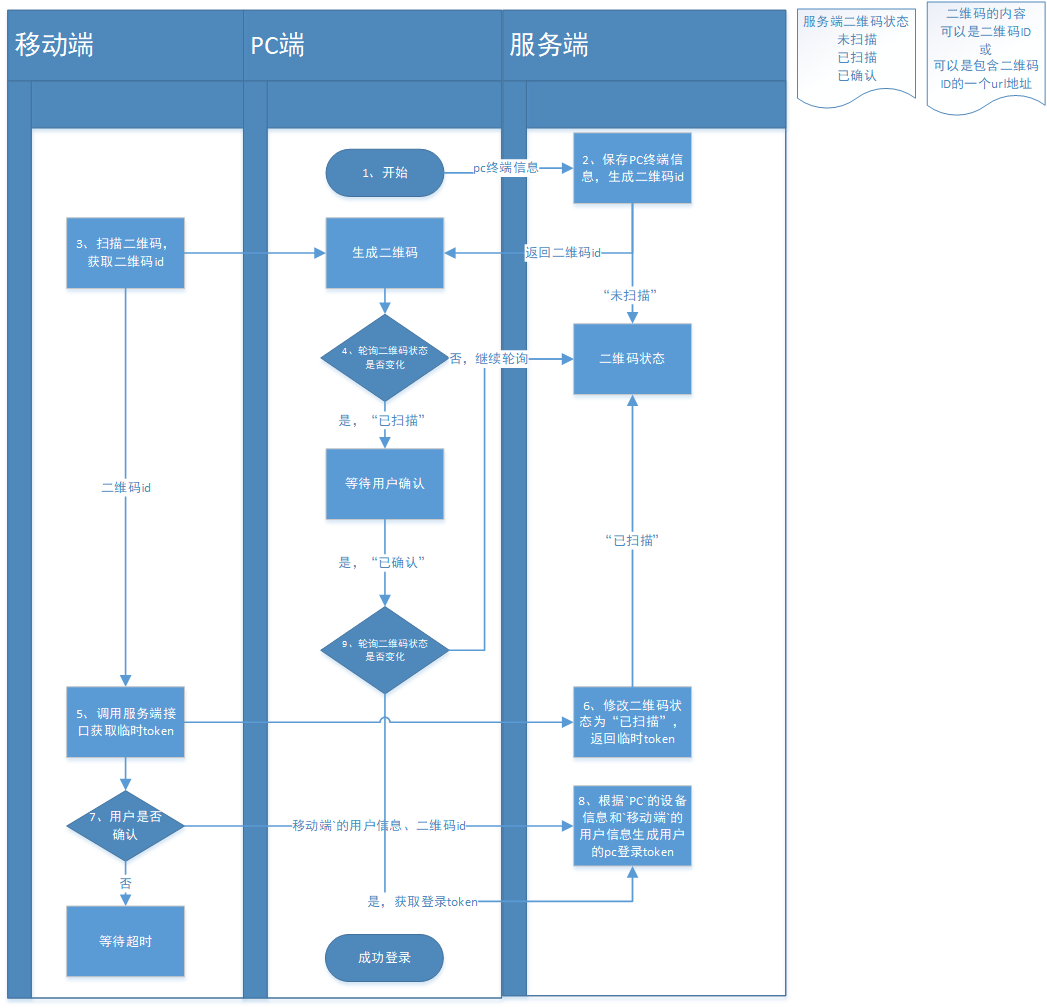 移动端
PC端
服务端
服务端二维码状态
未扫描
已扫描
已确认
二维码的内容
可以是二维码ID
或
可以是包含二维码
ID的一个url地址
1、开始
pc终端信息
2、保存PC终端信
息，生成二维码id
3、扫描二维码，
获取二维码id
生成二维码
返回二维码id
“未扫描”
4、轮询二维码状态
是否变化
否，继续轮询
二维码状态
是，“已扫描”
等待用户确认
二维码id
“已扫描”
是，“已确认”
9、轮询二维码状态
是否变化
5、调用服务端接
口获取临时token
6、修改二维码状
态为“已扫描”，
返回临时token
7、用户是否
确认
移动端`的用户信息、二维码id
8、根据`PC`的设备
信息和`移动端`的
用户信息生成用户
的pc登录token
否
是，获取登录token
等待超时
成功登录